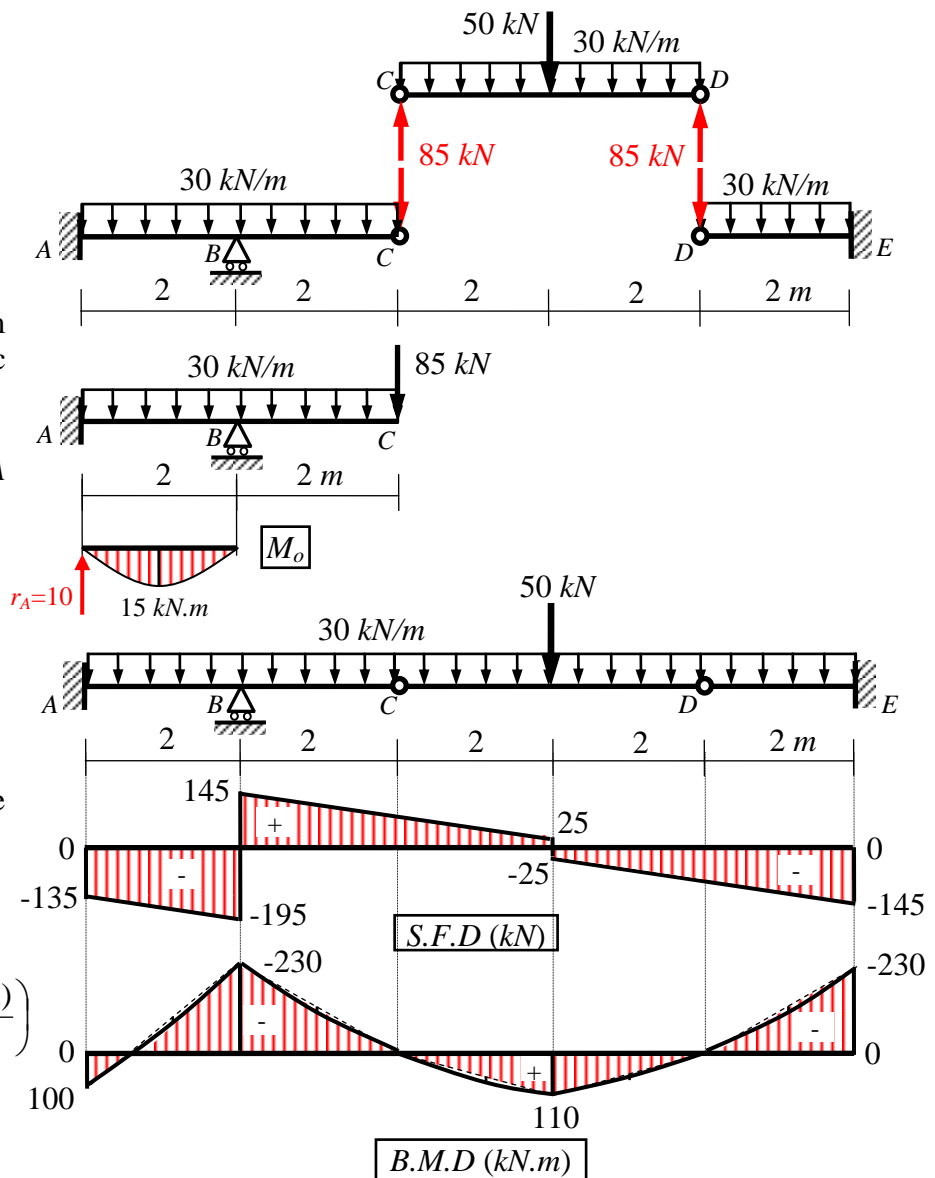 50 kN
30 kN/m
C D
85 kN 85 kN
30 kN/m 30 kN/m
A B C D E
2 2 2 2 2 m
n
c
30 kN/m 85 kN
A B C
A
2 2 m
M_o
r_A=10
15 kN.m
50 kN
30 kN/m
A B C D E
2 2 2 2 2 m
e
145
+ 25
0 0
- -25 -
-135 -145
-195
S.F.D (kN)
-230 -230
)
- -
0 0
+
100
110
B.M.D (kN.m)